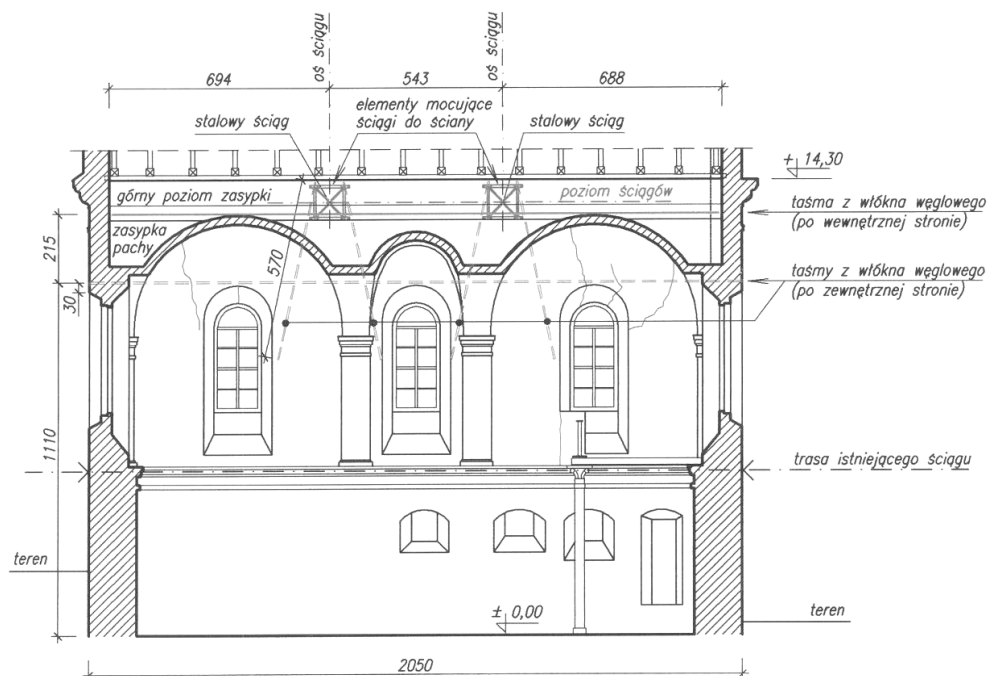 oś ściągu
oś ściągu
694
543
688
elementy mocujące
ściągi do ściany
stalowy ściąg
stalowy ściąg
± 14,30
górny poziom zasypki
poziom ściągów
taśma z włókna węglowego
(po wewnętrznej stronie)
zasypka
pachy
215
570
taśmy z włókna węglowego
(po zewnętrznej stronie)
30
1110
trasa istniejącego ściągu
teren
± 0,00
teren
2050